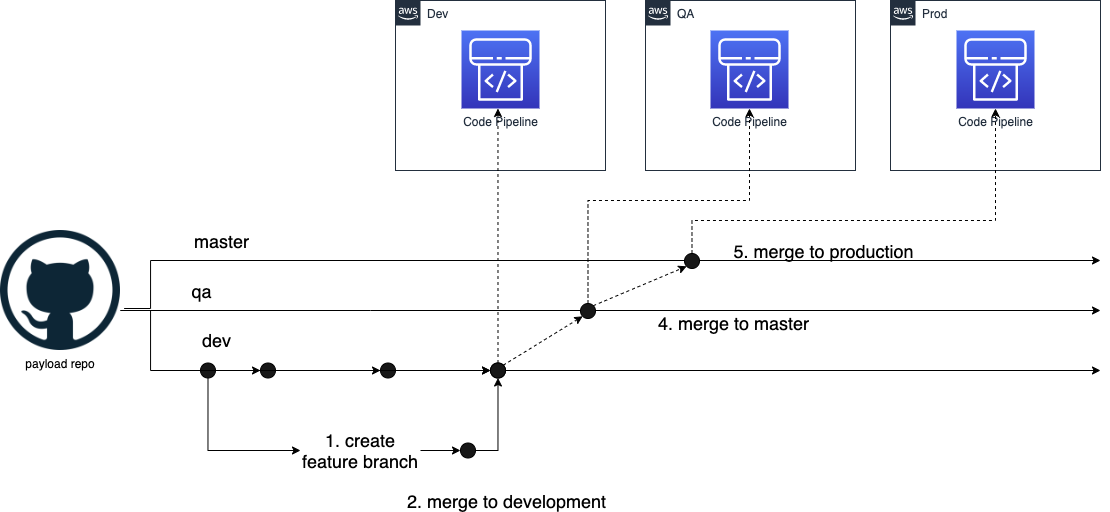 aws
Dev
aws
QA
aws
Prod
Code Pipeline
Code Pipeline
Code Pipeline
master
5. merge to production
qa
4. merge to master
dev
payload repo
1. create
feature branch
2. merge to development